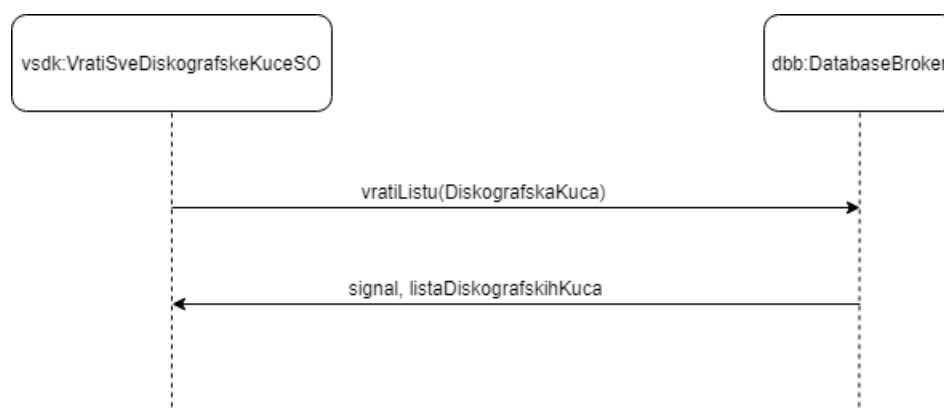 vsdk:VratiSveDiskografskeKuceSO
dbb:DatabaseBroker
vratiListu(DiskografskaKuca)
signal, listaDiskografskihKuca